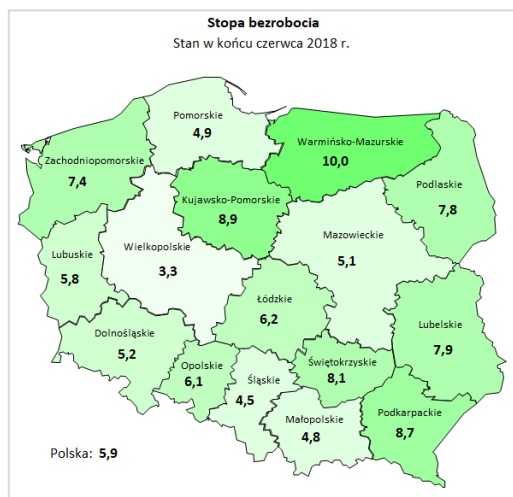 Stopa bezrobocia
Stan w końcu czerwca 2018 r.
Pomorskie
4,9
Warmińsko-Mazurskie
10,0
Zachodniopomorskie
7,4
Podlaskie
7,8
Kujawsko-Pomorskie
8,9
Mazowieckie
5,1
Wielkopolskie
3,3
Lubuskie
5,8
Łódzkie
6,2
Lubelskie
7,9
Dolnośląskie
5,2
Opolskie
6,1
Śląskie
4,5
Świętokrzyskie
8,1
Małopolskie
4,8
Podkarpackie
8,7
Polska: 5,9